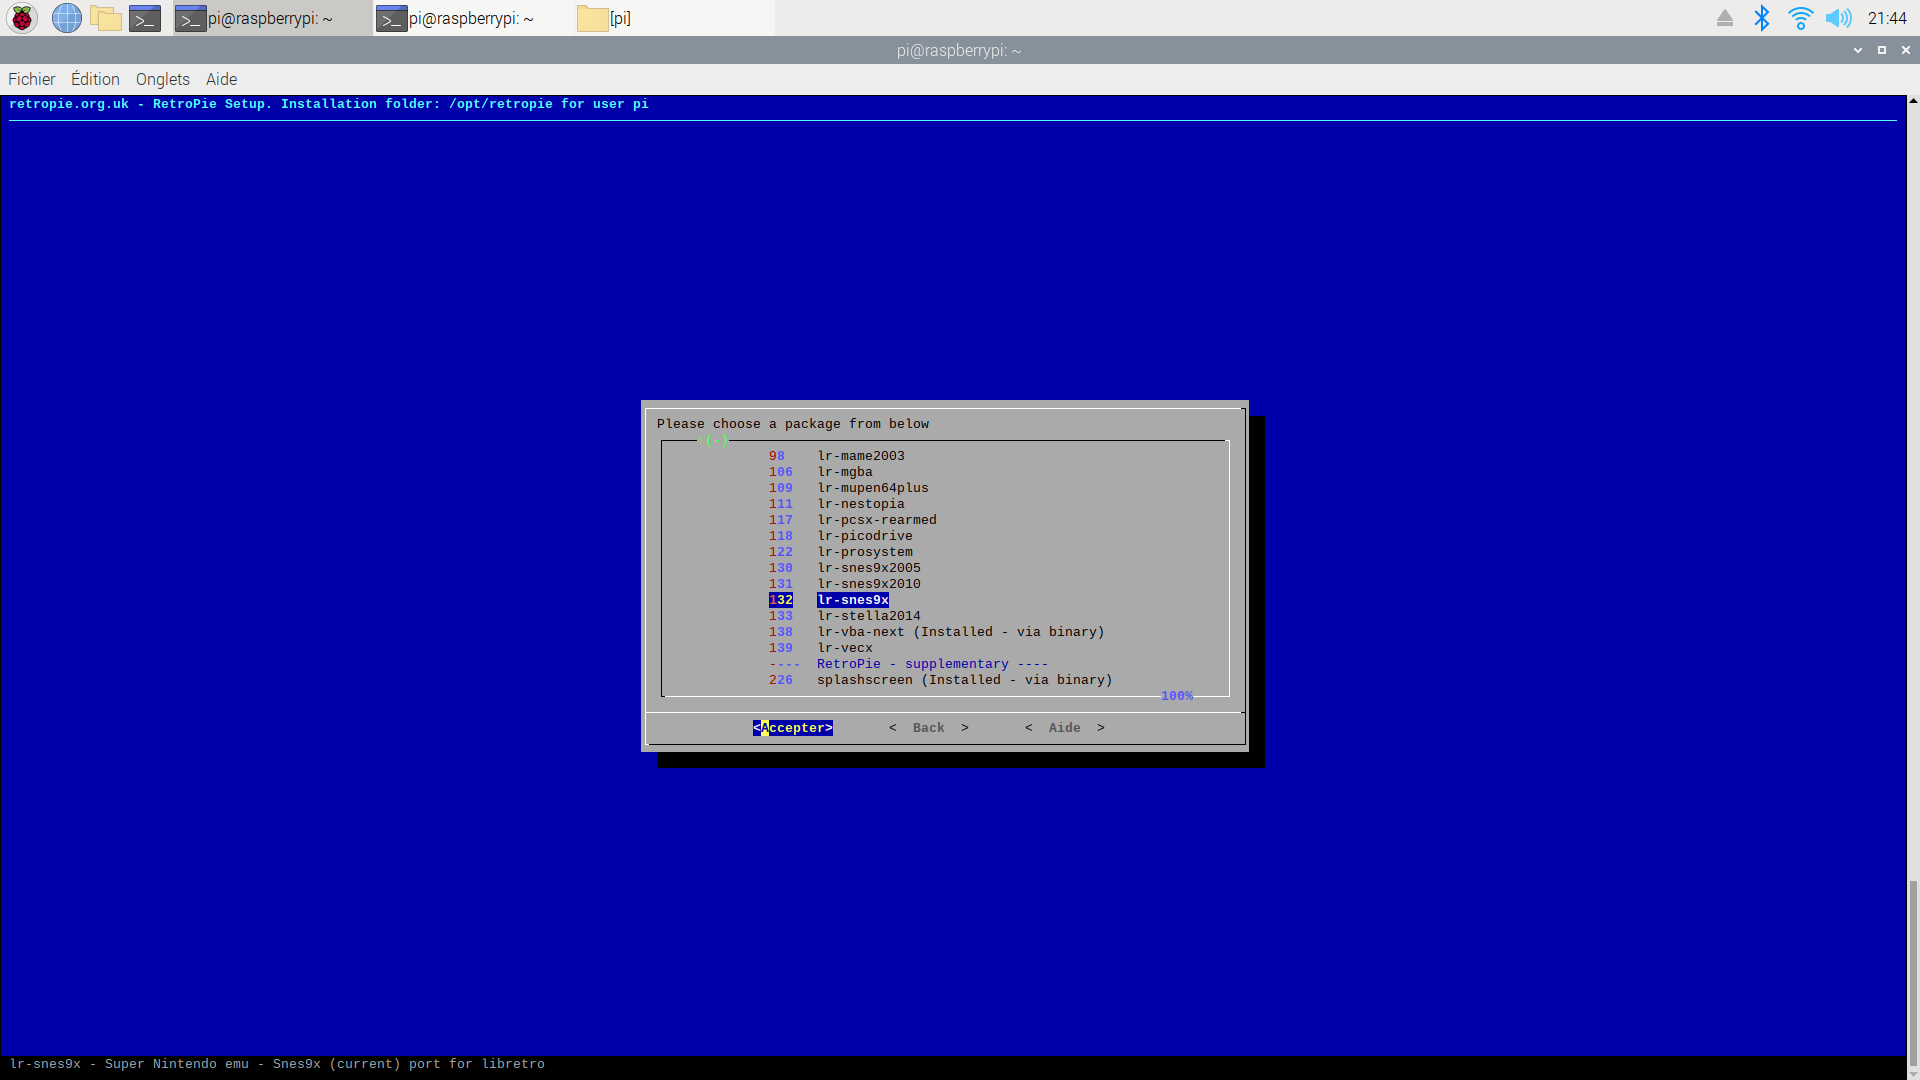 pi@raspberrypi: ~ pi@raspberrypi: ~ [pi] 21:44
pi@raspberrypi: ~
Fichier Édition Onglets Aide
retropie.org.uk - RetroPie Setup. Installation folder: /opt/retropie for user pi
Please choose a package from below
(-)
98 lr-mame2003
106 lr-mgba
109 lr-mupen64plus
111 lr-nestopia
117 lr-pcsx-rearmed
118 lr-picodrive
122 lr-prosystem
130 lr-snes9x2005
131 lr-snes9x2010
132 lr-snes9x
133 lr-stella2014
138 lr-vba-next (Installed - via binary)
139 lr-vecx
---- RetroPie - supplementary ----
226 splashscreen (Installed - via binary)
100%
<Accepter> < Back > < Aide >
lr-snes9x - Super Nintendo emu - Snes9x (current) port for libretro